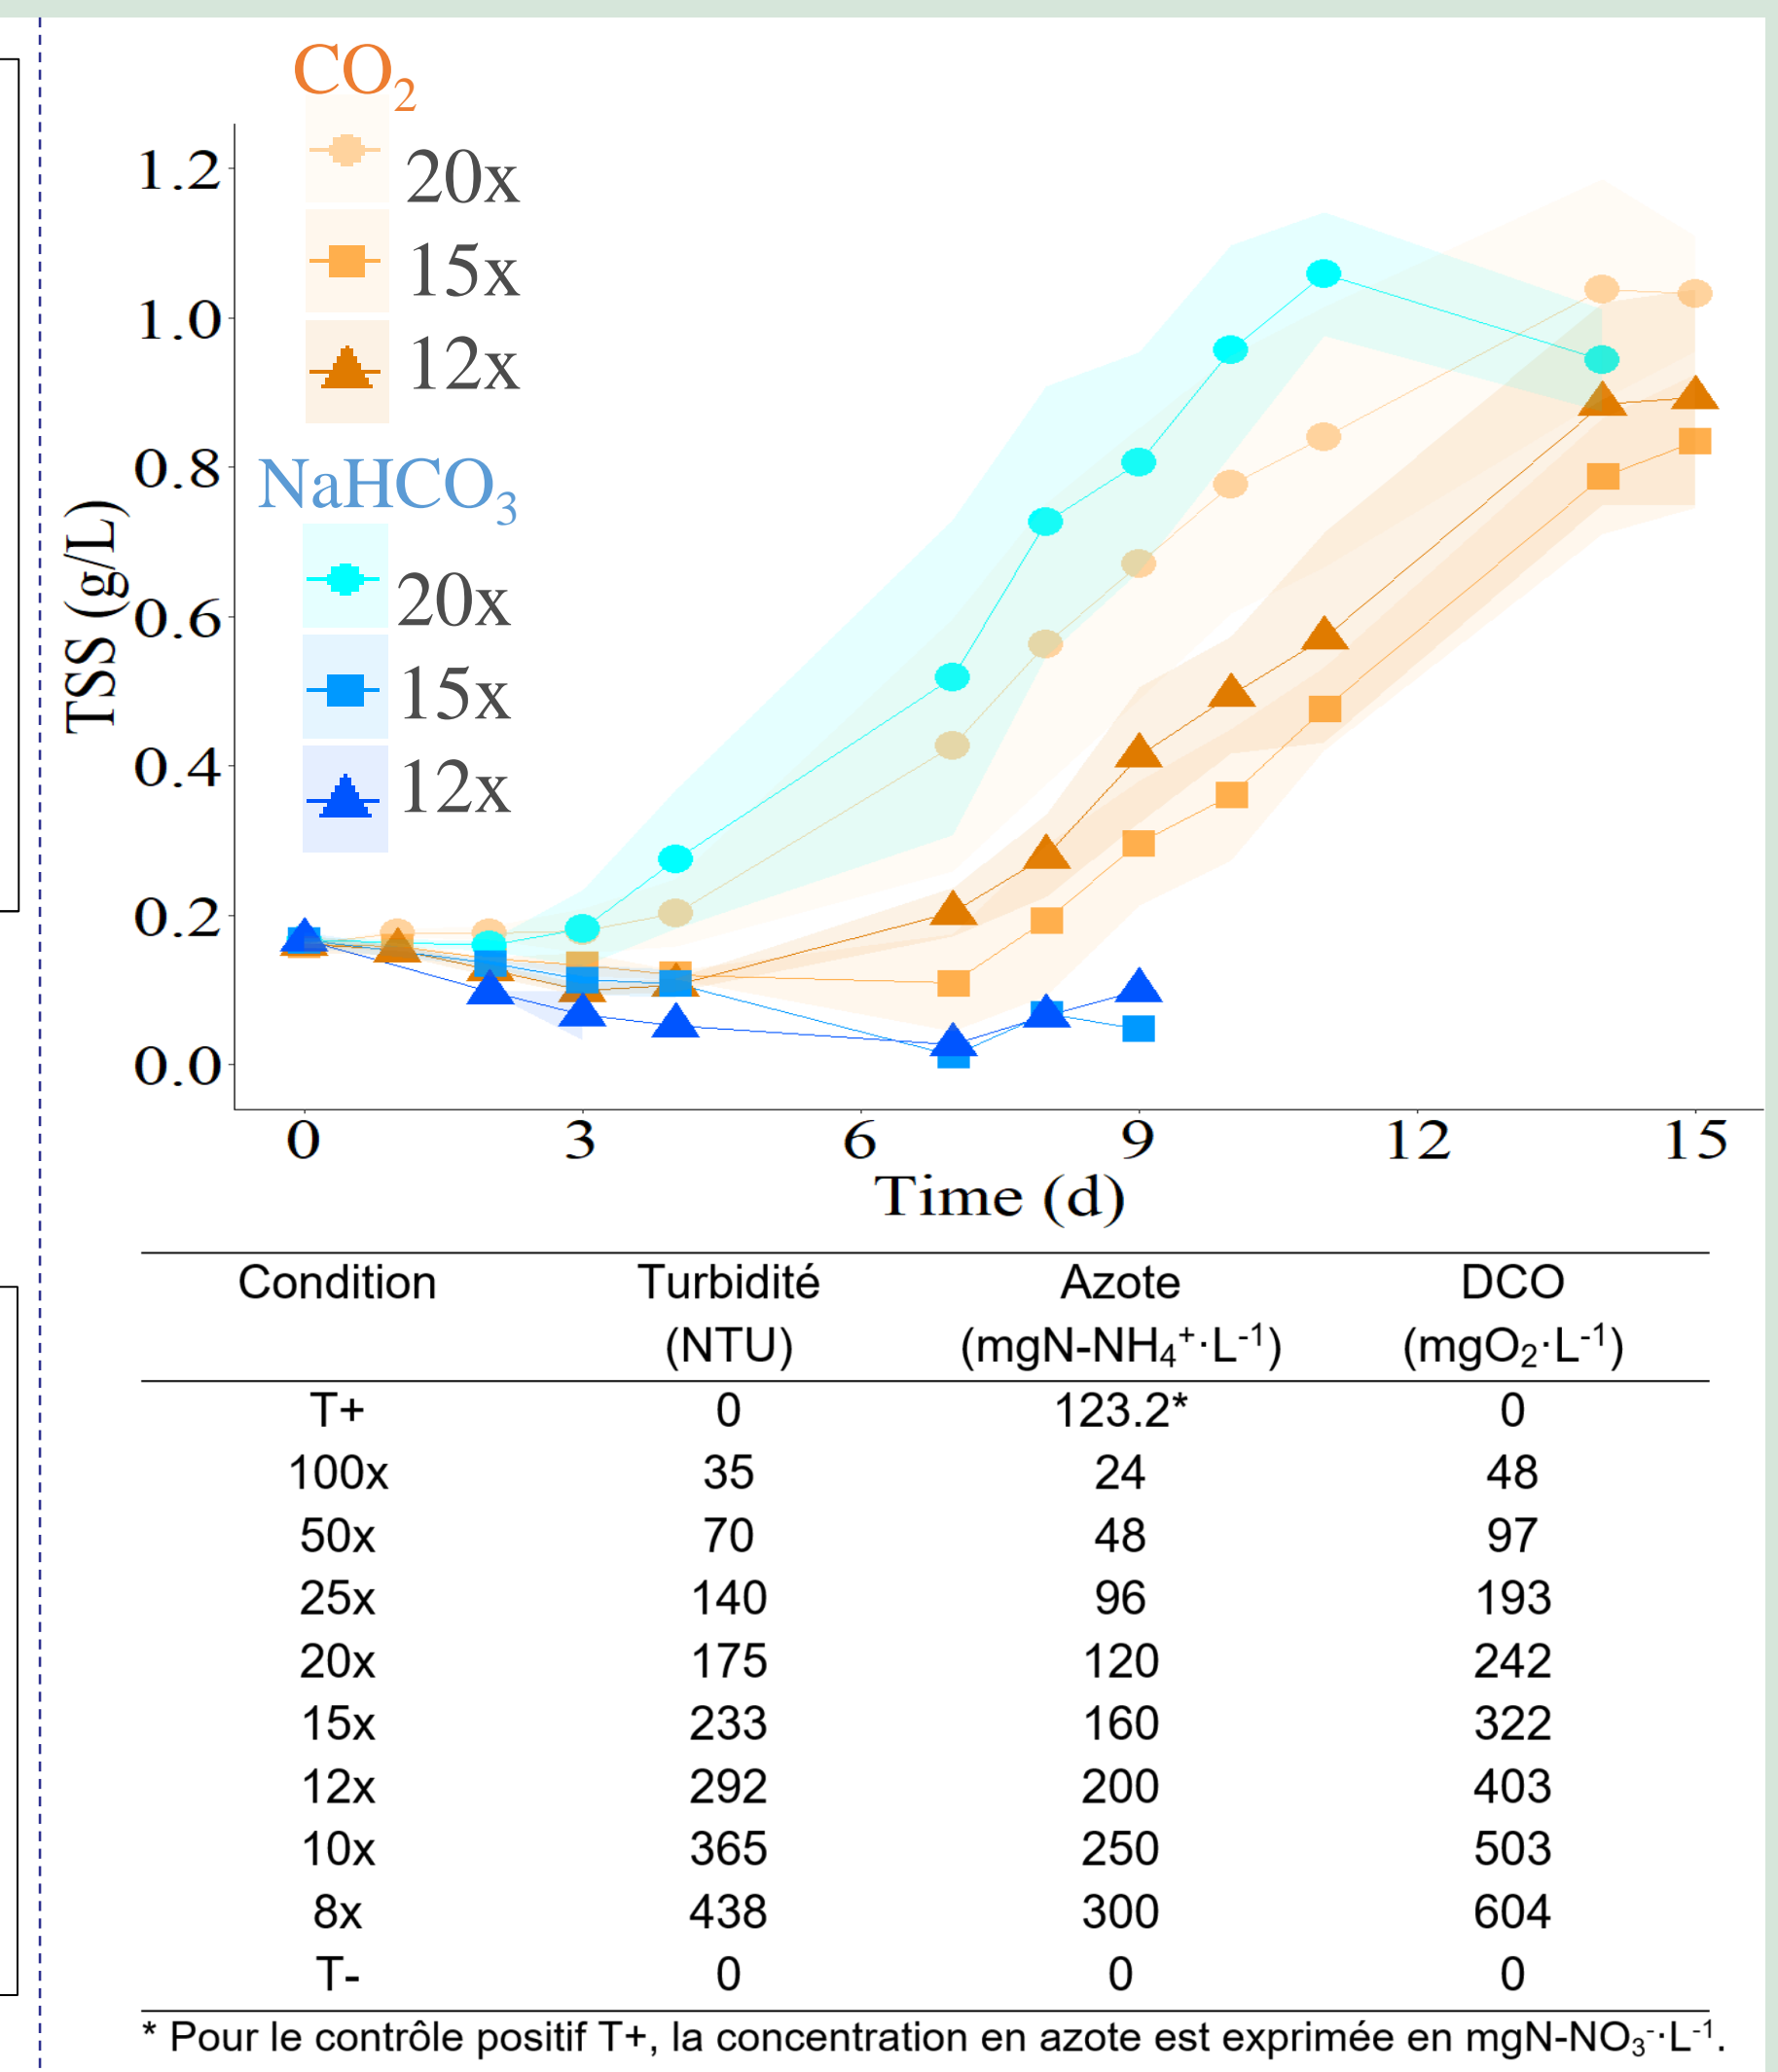 CO₂
20x
15x
12x
NaHCO₃
20x
15x
12x
TSS (g/L)
1.2
1.0
0.8
0.6
0.4
0.2
0.0
0 3 6 9 12 15
Time (d)
Condition Turbidité Azote DCO
(NTU) (mgN-NH₄⁺·L⁻¹) (mgO₂·L⁻¹)
T+ 0 123.2* 0
100x 35 24 48
50x 70 48 97
25x 140 96 193
20x 175 120 242
15x 233 160 322
12x 292 200 403
10x 365 250 503
8x 438 300 604
T- 0 0 0
* Pour le contrôle positif T+, la concentration en azote est exprimée en mgN-NO₃⁻·L⁻¹.